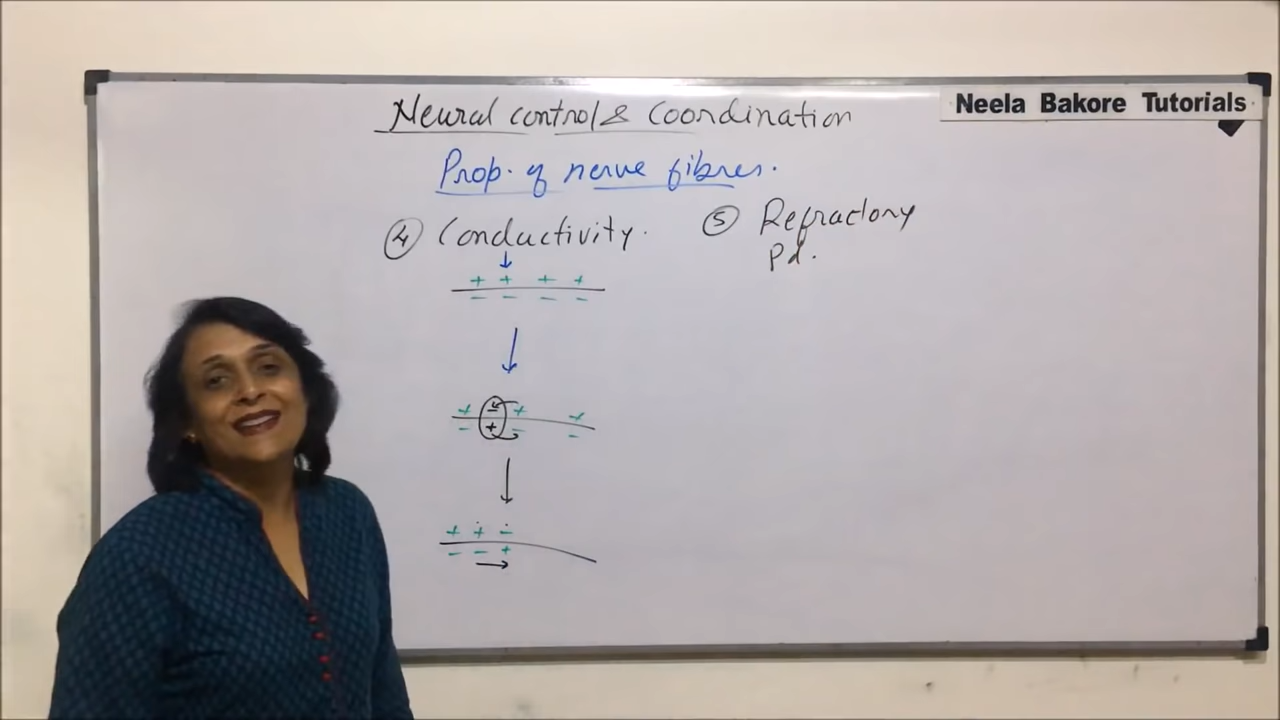 Neela Bakore Tutorials
Neural control & Coordination
Prop. of nerve fibres.
④ Conductivity.
⑤ Refractory
Pd.
+ + + +
- - - -
+ - + +
- + - -
+ + -
- - +